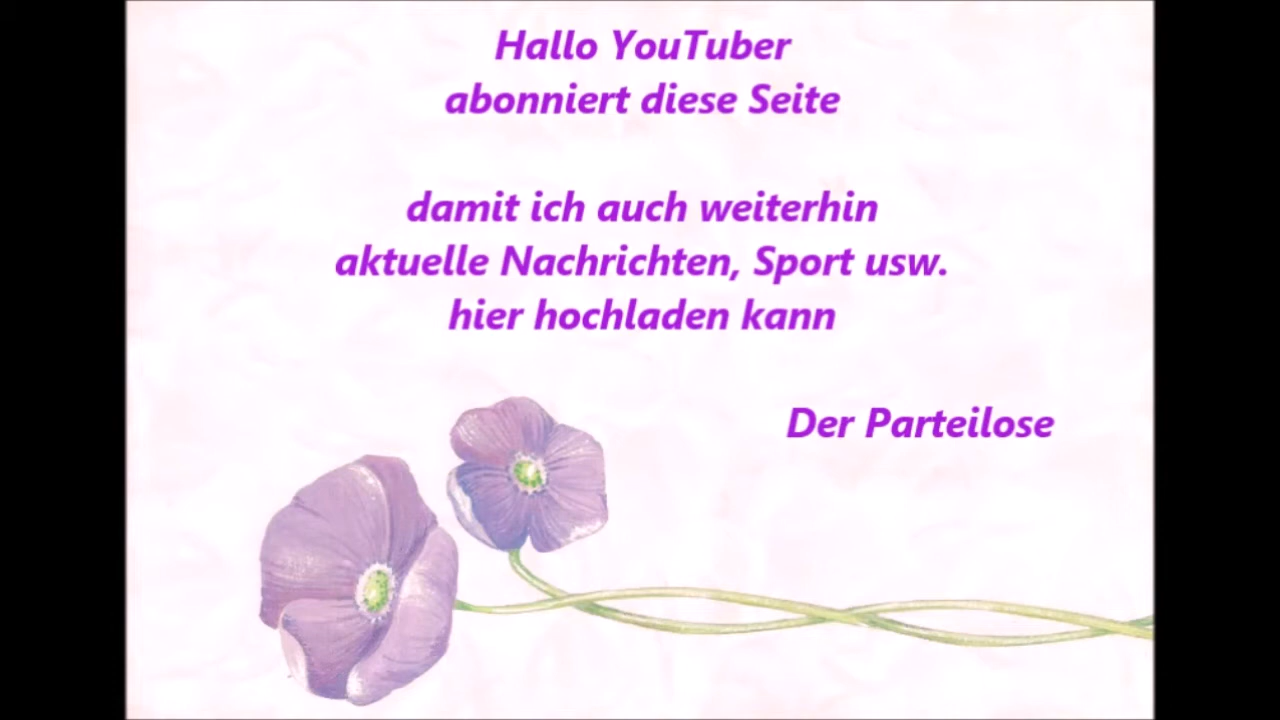 Hallo YouTuber
abonniert diese Seite
damit ich auch weiterhin
aktuelle Nachrichten, Sport usw.
hier hochladen kann
Der Parteilose